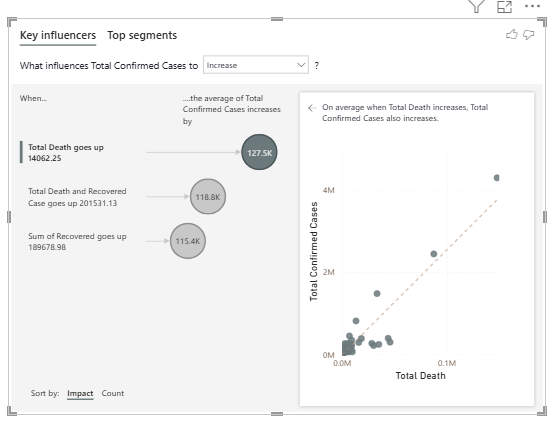 Key influencers Top segments
What influences Total Confirmed Cases to Increase ?
When...
....the average of Total
Confirmed Cases increases
by
Total Death goes up
14062.25
127.5K
Total Death and Recovered
Case goes up 201531.13
118.8K
Sum of Recovered goes up
189678.98
115.4K
Sort by: Impact Count
← On average when Total Death increases, Total
Confirmed Cases also increases.
Total Confirmed Cases
4M
2M
0M
0.0M 0.1M
Total Death